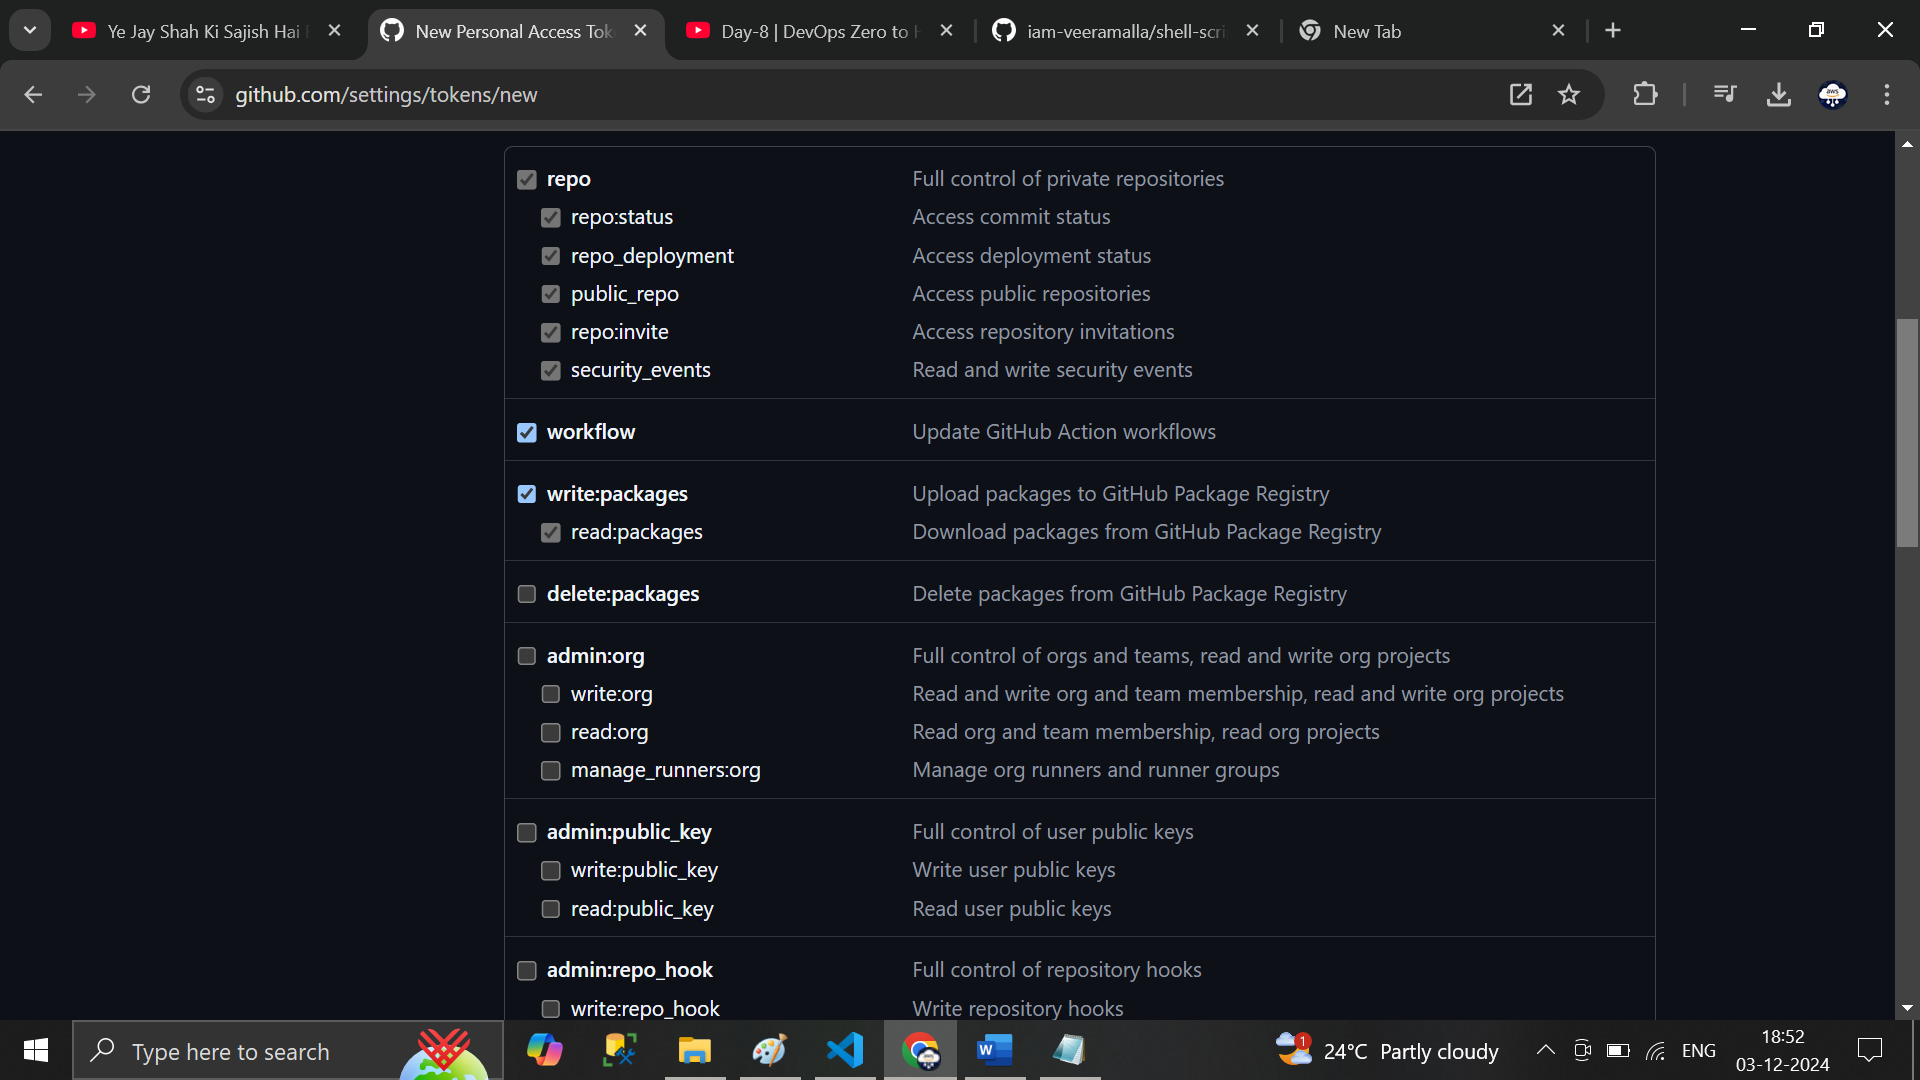 Ye Jay Shah Ki Sajish Hai
New Personal Access Tok
Day-8 | DevOps Zero to
iam-veeramalla/shell-scri
New Tab
github.com/settings/tokens/new
aws
repo Full control of private repositories
repo:status Access commit status
repo_deployment Access deployment status
public_repo Access public repositories
repo:invite Access repository invitations
security_events Read and write security events
workflow Update GitHub Action workflows
write:packages Upload packages to GitHub Package Registry
read:packages Download packages from GitHub Package Registry
delete:packages Delete packages from GitHub Package Registry
admin:org Full control of orgs and teams, read and write org projects
write:org Read and write org and team membership, read and write org projects
read:org Read org and team membership, read org projects
manage_runners:org Manage org runners and runner groups
admin:public_key Full control of user public keys
write:public_key Write user public keys
read:public_key Read user public keys
admin:repo_hook Full control of repository hooks
write:repo_hook Write repository hooks
Type here to search
W
1
24°C Partly cloudy
ENG
18:52
03-12-2024